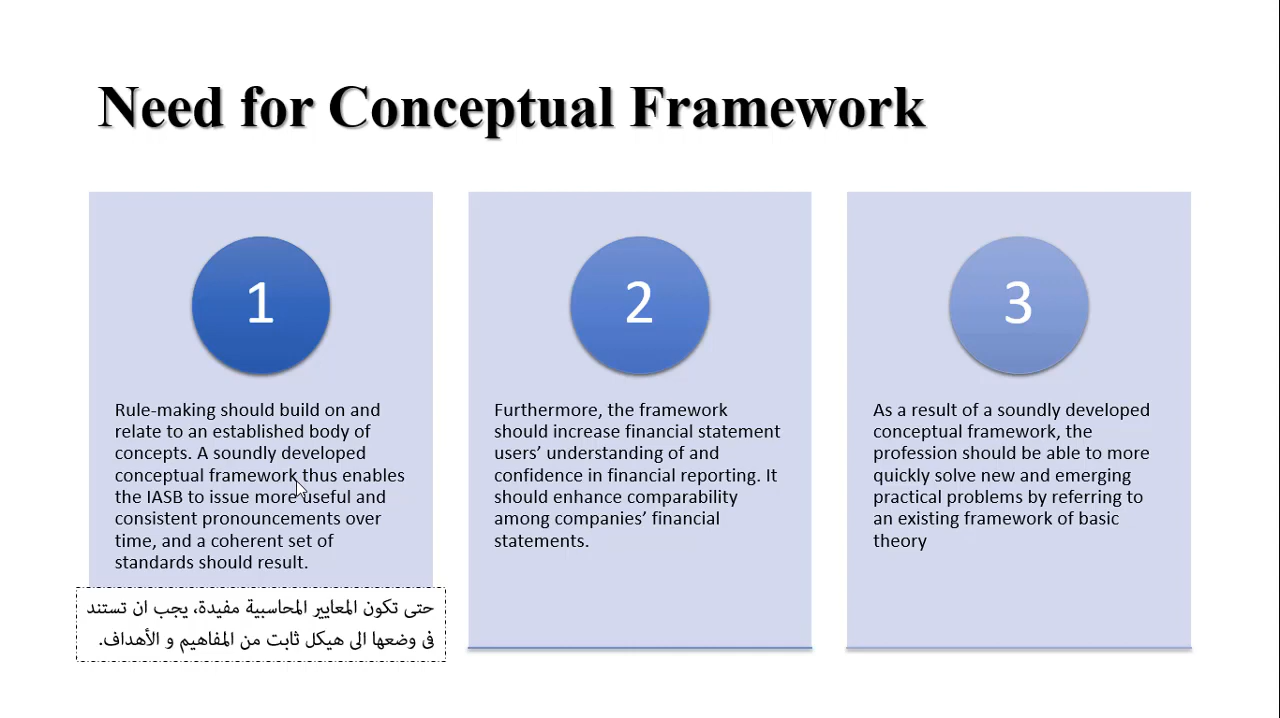 Need for Conceptual Framework
1
Rule-making should build on and
relate to an established body of
concepts. A soundly developed
conceptual framework thus enables
the IASB to issue more useful and
consistent pronouncements over
time, and a coherent set of
standards should result.
حتى تكون المعايير المحاسبية مفيدة، يجب ان تستند
فى وضعها الى هيكل ثابت من المفاهيم و الأهداف.
2
Furthermore, the framework
should increase financial statement
users’ understanding of and
confidence in financial reporting. It
should enhance comparability
among companies’ financial
statements.
3
As a result of a soundly developed
conceptual framework, the
profession should be able to more
quickly solve new and emerging
practical problems by referring to
an existing framework of basic
theory